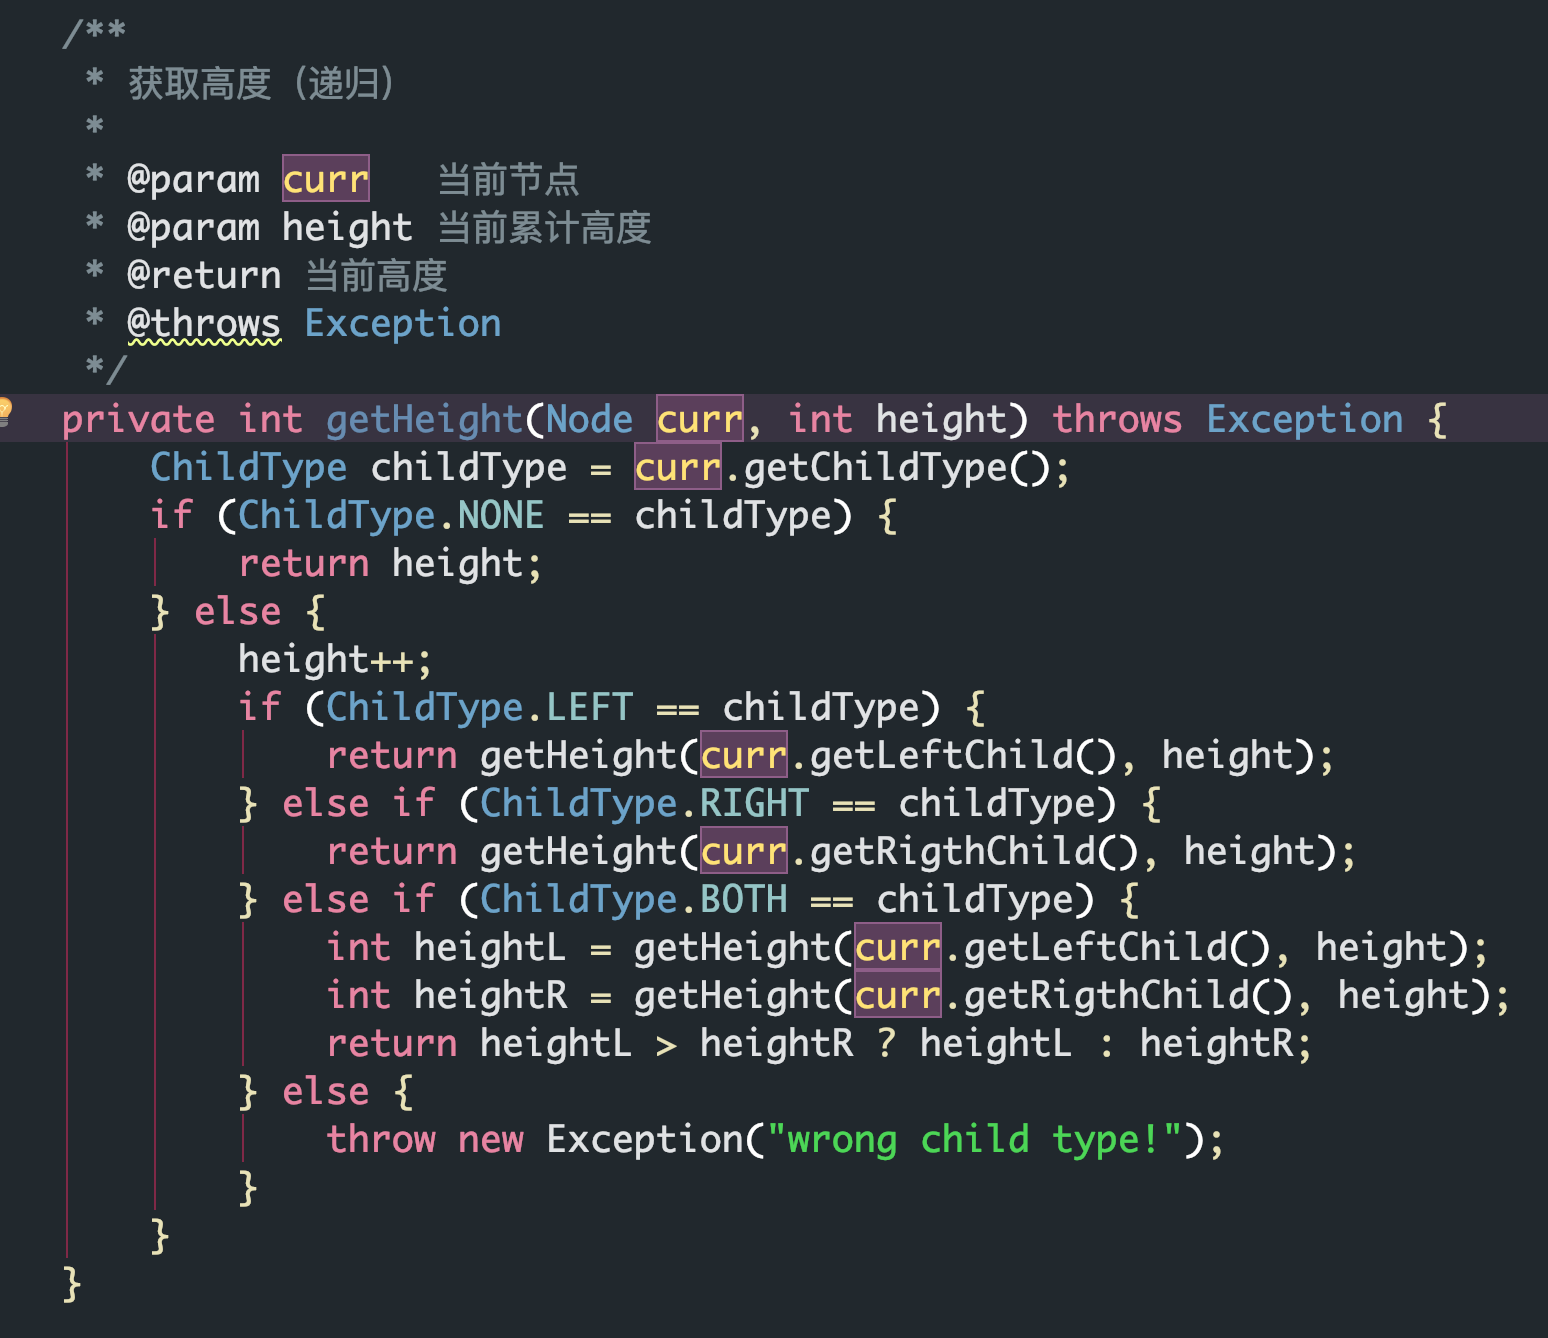 /**
 * 获取高度（递归）
 *
 * @param curr   当前节点
 * @param height 当前累计高度
 * @return 当前高度
 * @throws Exception
 */
private int getHeight(Node curr, int height) throws Exception {
    ChildType childType = curr.getChildType();
    if (ChildType.NONE == childType) {
        return height;
    } else {
        height++;
        if (ChildType.LEFT == childType) {
            return getHeight(curr.getLeftChild(), height);
        } else if (ChildType.RIGHT == childType) {
            return getHeight(curr.getRigthChild(), height);
        } else if (ChildType.BOTH == childType) {
            int heightL = getHeight(curr.getLeftChild(), height);
            int heightR = getHeight(curr.getRigthChild(), height);
            return heightL > heightR ? heightL : heightR;
        } else {
            throw new Exception("wrong child type!");
        }
    }
}